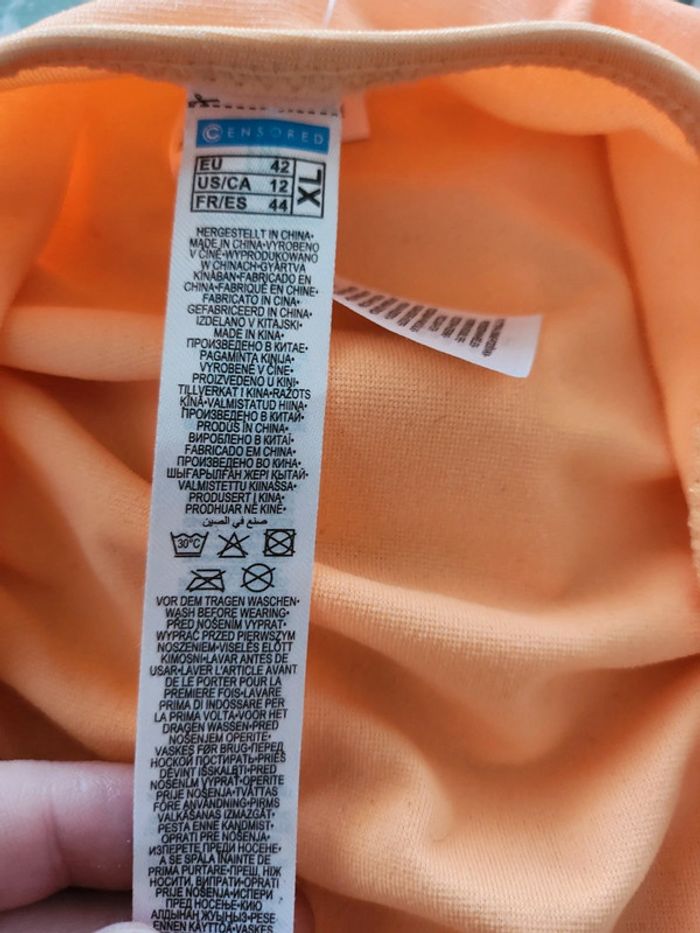 CENSORED
EU 42
US/CA 12
FR/ES 44
XL
HERGESTELLT IN CHINA•
MADE IN CHINA•VYROBENO
V ČÍNĚ•WYPRODUKOWANO
W CHINACH•GYÁRTVA
KÍNÁBAN•FABRICADO EN
CHINA•FABRIQUÉ EN CHINE•
FABRICATO IN CINA•
GEFABRICEERD IN CHINA•
IZDELANO V KITAJSKI•
MADE IN KINA•
ПРОИЗВЕДЕНО В КИТАЕ•
PAGAMINTA KINIJA•
VYROBENÉ V ČÍNE•
PROIZVEDENO U KINI•
TILLVERKAT I KINA•RAŽOTS
ĶĪNĀ•VALMISTATUD HIINA•
ПРОИЗВЕДЕНО В КИТАЙ•
PRODUS ÎN CHINA•
ВИРОБЛЕНО В КИТАЇ•
FABRICADO EM CHINA•
ПРОИЗВЕДЕНО ВО КИНА•
ШЫҒАРЫЛҒАН ЖЕРІ ҚЫТАЙ•
VALMISTETTU KIINASSA•
PRODUSERT I KINA•
PRODHUAR NË KINË•
صنع في الصين
30°C
VOR DEM TRAGEN WASCHEN•
WASH BEFORE WEARING•
PŘED NOŠENÍM VYPRAT•
WYPRAĆ PRZED PIERWSZYM
NOSZENIEM•VISELÉS ELŐTT
KIMOSNI•LAVAR ANTES DE
USAR•LAVER L'ARTICLE AVANT
DE LE PORTER POUR LA
PREMIÈRE FOIS•LAVARE
PRIMA DI INDOSSARE PER
LA PRIMA VOLTA•VOOR HET
DRAGEN WASSEN•PRED
NOŠENJEM OPERITE•
VASKES FØR BRUG•ПЕРЕД
НОСКОЙ ПОСТИРАТЬ•PRIEŠ
DĖVINT IŠSKALBTI•PRED
NOSENÍM VYPRAŤ•OPERITE
PRIJE NOŠENJA•TVÄTTAS
FÖRE ANVÄNDNING•PIRMS
VALKĀŠANAS IZMAZGĀT•
PESTA ENNE KANDMIST•
OPRATI PRE NOŠENJA•
ИЗПЕРЕТЕ ПРЕДИ НОСЕНЕ•
A SE SPĂLA ÎNAINTE DE
PRIMA PURTARE•ПРЕШ, НІЖ
НОСИТИ, ВИПРАТИ•OPRATI
PRIJE NOŠENJA•ИСПЕРИ
ПРЕД НОСЕЊЕ•КИЮ
АЛДЫНАН ЖУЫҢЫЗ•PESE
ENNEN KÄYTTÖÄ•VASKES